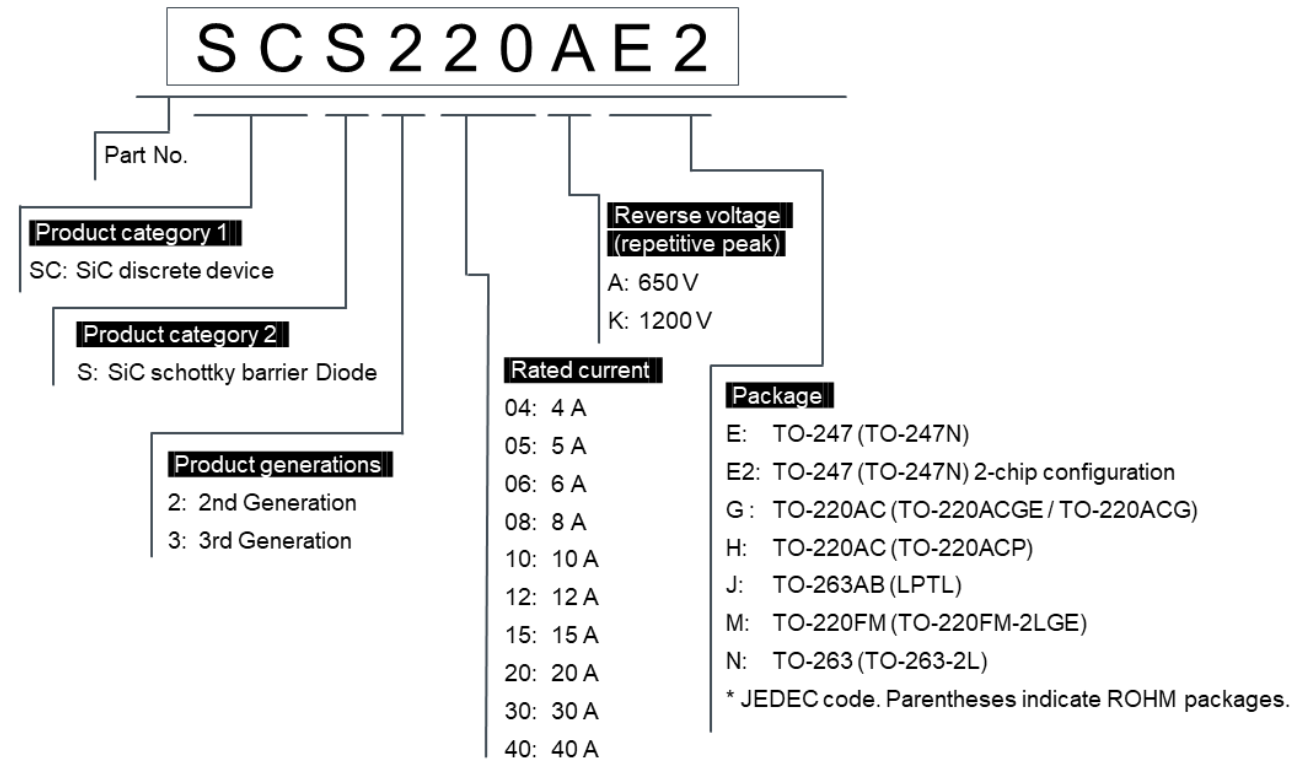 SCS220AE2
Part No.
Product category 1
SC: SiC discrete device
Product category 2
S: SiC schottky barrier Diode
Product generations
2: 2nd Generation
3: 3rd Generation
Rated current
04: 4 A
05: 5 A
06: 6 A
08: 8 A
10: 10 A
12: 12 A
15: 15 A
20: 20 A
30: 30 A
40: 40 A
Reverse voltage
(repetitive peak)
A: 650 V
K: 1200 V
Package
E: TO-247 (TO-247N)
E2: TO-247 (TO-247N) 2-chip configuration
G : TO-220AC (TO-220ACGE / TO-220ACG)
H: TO-220AC (TO-220ACP)
J: TO-263AB (LPTL)
M: TO-220FM (TO-220FM-2LGE)
N: TO-263 (TO-263-2L)
* JEDEC code. Parentheses indicate ROHM packages.